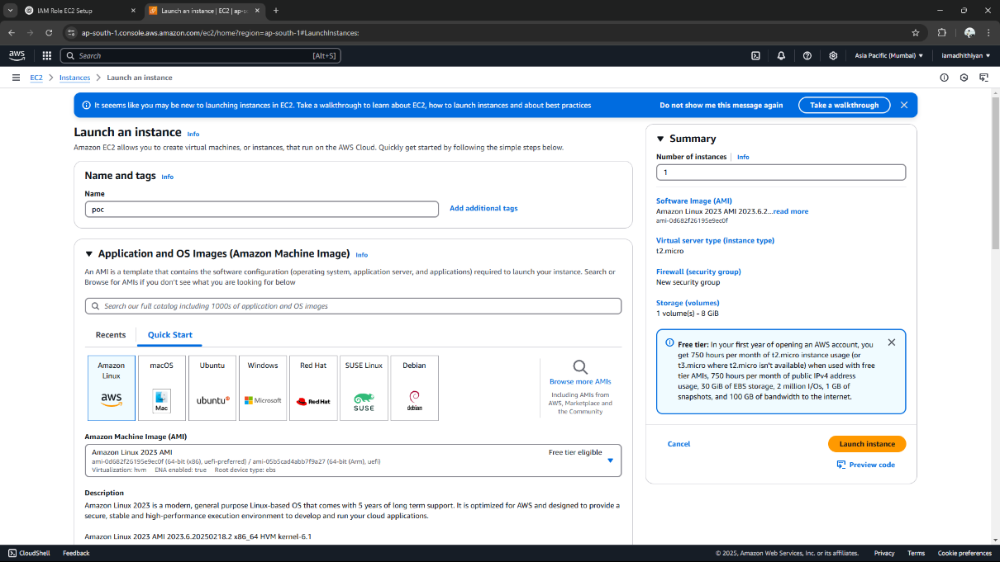 IAM Role EC2 Setup
Launch an instance | EC2 | ap-sc
ap-south-1.console.aws.amazon.com/ec2/home?region=ap-south-1#LaunchInstances:
aws
Search
[Alt+S]
Asia Pacific (Mumbai)
iamadhithiyan
EC2
Instances
Launch an instance
It seeems like you may be new to launching instances in EC2. Take a walkthrough to learn about EC2, how to launch instances and about best practices
Do not show me this message again
Take a walkthrough
Launch an instance Info
Amazon EC2 allows you to create virtual machines, or instances, that run on the AWS Cloud. Quickly get started by following the simple steps below.
Name and tags Info
Name
poc
Add additional tags
Application and OS Images (Amazon Machine Image) Info
An AMI is a template that contains the software configuration (operating system, application server, and applications) required to launch your instance. Search or
Browse for AMIs if you don't see what you are looking for below
Search our full catalog including 1000s of application and OS images
Recents
Quick Start
Amazon
Linux
aws
macOS
Mac
Ubuntu
ubuntu
Windows
Microsoft
Red Hat
RedHat
SUSE Linux
SUSE
Debian
debian
Browse more AMIs
Including AMIs from
AWS, Marketplace and
the Community
Amazon Machine Image (AMI)
Amazon Linux 2023 AMI
Free tier eligible
ami-0d682f26195e9ec0f (64-bit (x86), uefi-preferred) / ami-05b5cad4abb7f9a27 (64-bit (Arm), uefi)
Virtualization: hvm ENA enabled: true Root device type: ebs
Description
Amazon Linux 2023 is a modern, general purpose Linux-based OS that comes with 5 years of long term support. It is optimized for AWS and designed to provide a
secure, stable and high-performance execution environment to develop and run your cloud applications.
Amazon Linux 2023 AMI 2023.6.20250218.2 x86_64 HVM kernel-6.1
Summary
Number of instances Info
1
Software Image (AMI)
Amazon Linux 2023 AMI 2023.6.2...read more
ami-0d682f26195e9ec0f
Virtual server type (instance type)
t2.micro
Firewall (security group)
New security group
Storage (volumes)
1 volume(s) - 8 GiB
Free tier: In your first year of opening an AWS account, you
get 750 hours per month of t2.micro instance usage (or
t3.micro where t2.micro isn't available) when used with free
tier AMIs, 750 hours per month of public IPv4 address
usage, 30 GiB of EBS storage, 2 million I/Os, 1 GB of
snapshots, and 100 GB of bandwidth to the internet.
Cancel
Launch instance
Preview code
CloudShell
Feedback
© 2025, Amazon Web Services, Inc. or its affiliates.
Privacy
Terms
Cookie preferences